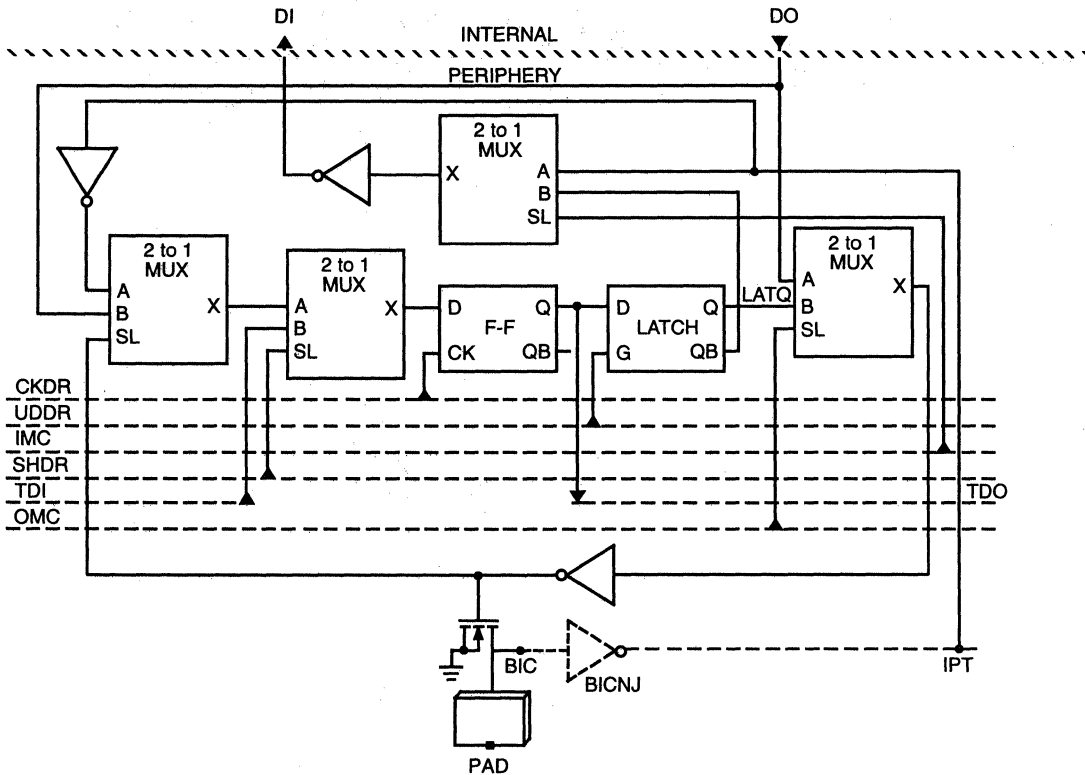 DI
DO
INTERNAL
PERIPHERY
2 to 1
MUX
X
A
B
SL
2 to 1
MUX
A
B
SL
X
2 to 1
MUX
A
B
SL
X
D
CK
F-F
Q
QB
D
G
LATCH
Q
QB
LATQ
2 to 1
MUX
A
B
SL
X
CKDR
UDDR
IMC
SHDR
TDI
TDO
OMC
BIC
BICNJ
IPT
PAD